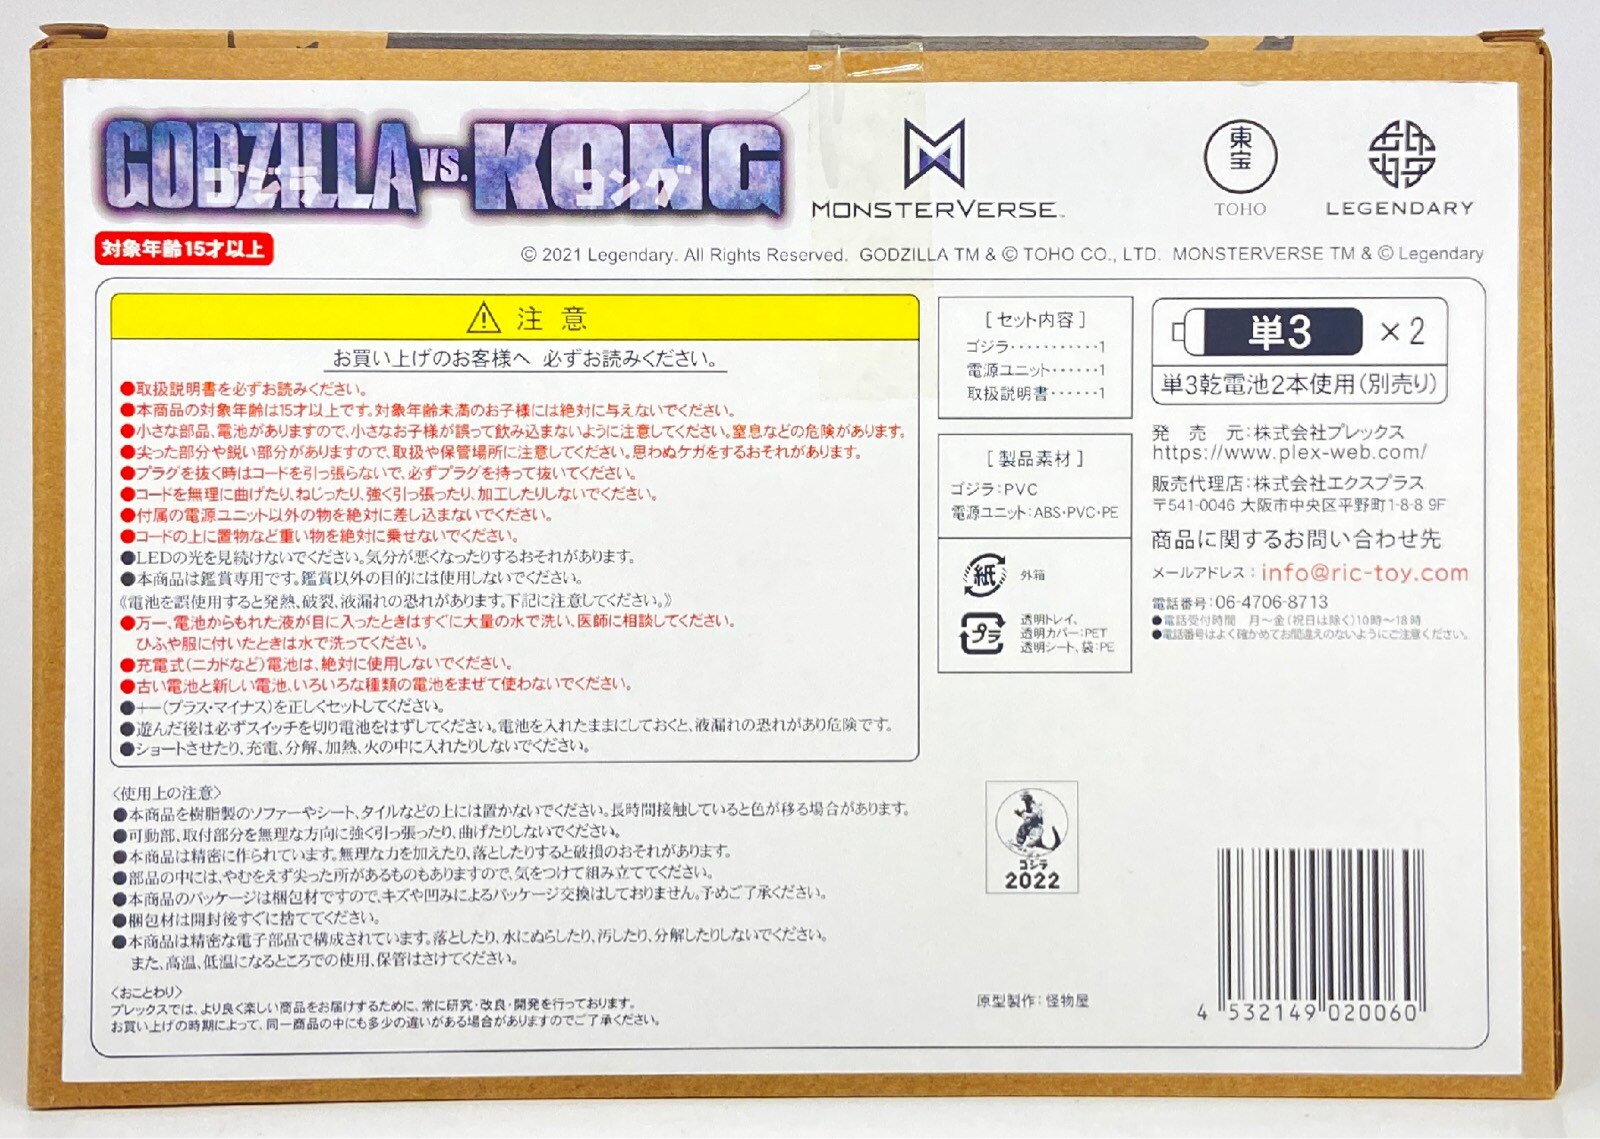 GODZILLA VS. KONG
ゴジラ コング
MONSTERVERSE™
東宝
TOHO
LEGENDARY
対象年齢15才以上
© 2021 Legendary. All Rights Reserved. GODZILLA TM & © TOHO CO., LTD. MONSTERVERSE TM & © Legendary
注意
お買い上げのお客様へ 必ずお読みください。
●取扱説明書を必ずお読みください。
●本商品の対象年齢は15才以上です。対象年齢未満のお子様には絶対に与えないでください。
●小さな部品、電池がありますので、小さなお子様が誤って飲み込まないように注意してください。窒息などの危険があります。
●尖った部分や鋭い部分がありますので、取扱や保管場所に注意してください。思わぬケガをするおそれがあります。
●プラグを抜く時はコードを引っ張らないで、必ずプラグを持って抜いてください。
●コードを無理に曲げたり、ねじったり、強く引っ張ったり、加工したりしないでください。
●付属の電源ユニット以外の物を絶対に差し込まないでください。
●コードの上に置物など重い物を絶対に乗せないでください。
●LEDの光を見続けないでください。気分が悪くなったりするおそれがあります。
●本商品は鑑賞専用です。鑑賞以外の目的には使用しないでください。
《電池を誤使用すると発熱、破裂、液漏れの恐れがあります。下記に注意してください。》
●万一、電池からもれた液が目に入ったときはすぐに大量の水で洗い、医師に相談してください。
ひふや服に付いたときは水で洗ってください。
●充電式(ニカドなど)電池は、絶対に使用しないでください。
●古い電池と新しい電池、いろいろな種類の電池をまぜて使わないでください。
●+−(プラス・マイナス)を正しくセットしてください。
●遊んだ後は必ずスイッチを切り電池をはずしてください。電池を入れたままにしておくと、液漏れの恐れがあり危険です。
●ショートさせたり、充電、分解、加熱、火の中に入れたりしないでください。
[セット内容]
ゴジラ・・・・・・・・・・・1
電源ユニット・・・・・・1
取扱説明書・・・・・・1
[製品素材]
ゴジラ:PVC
電源ユニット:ABS・PVC・PE
紙 外箱
プラ 透明トレイ、
透明カバー:PET
透明シート、袋:PE
単3 ×2
単3乾電池2本使用(別売り)
発売元:株式会社プレックス
https://www.plex-web.com/
販売代理店:株式会社エクスプラス
〒541-0046 大阪市中央区平野町1-8-8 9F
商品に関するお問い合わせ先
メールアドレス:info@ric-toy.com
電話番号:06-4706-8713
●電話受付時間 月〜金(祝日は除く)10時〜18時
●電話番号はよく確かめてお間違えのないようにご注意ください。
〈使用上の注意〉
●本商品を樹脂製のソファーやシート、タイルなどの上には置かないでください。長時間接触していると色が移る場合があります。
●可動部、取付部分を無理な方向に強く引っ張ったり、曲げたりしないでください。
●本商品は精密に作られています。無理な力を加えたり、落としたりすると破損のおそれがあります。
●部品の中には、やむをえず尖った所があるものもありますので、気をつけて組み立ててください。
●本商品のパッケージは梱包材ですので、キズや凹みによるパッケージ交換はしておりません。予めご了承ください。
●梱包材は開封後すぐに捨ててください。
●本商品は精密な電子部品で構成されています。落としたり、水にぬらしたり、汚したり、分解したりしないでください。
また、高温、低温になるところでの使用、保管はさけてください。
〈おことわり〉
プレックスでは、より良く楽しい商品をお届けするために、常に研究・改良・開発を行っております。
お買い上げの時期によって、同一商品の中にも多少の違いがある場合がありますのでご了承ください。
ゴジラ
2022
原型製作:怪物屋
4 532149 020060